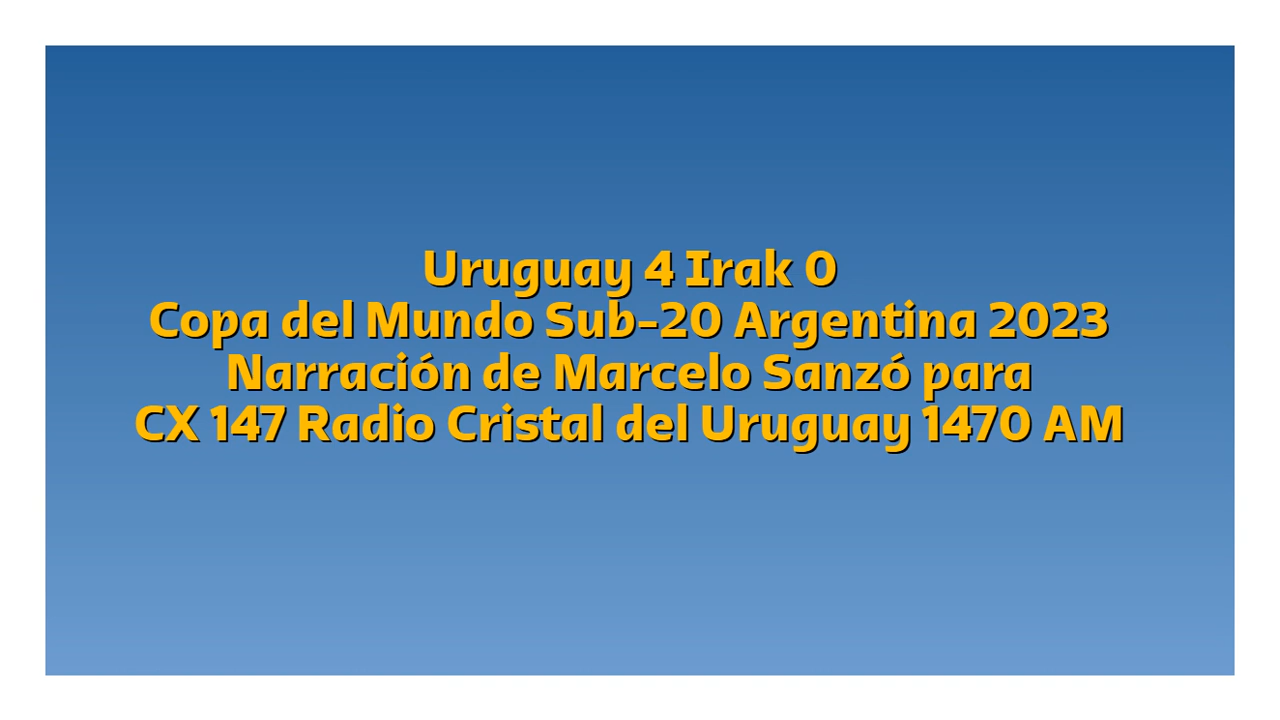 Uruguay 4 Irak 0
Copa del Mundo Sub-20 Argentina 2023
Narración de Marcelo Sanzó para
CX 147 Radio Cristal del Uruguay 1470 AM